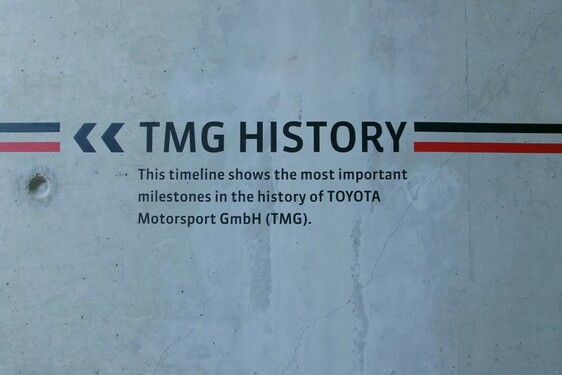 TMG HISTORY
This timeline shows the most important
milestones in the history of TOYOTA
Motorsport GmbH (TMG).